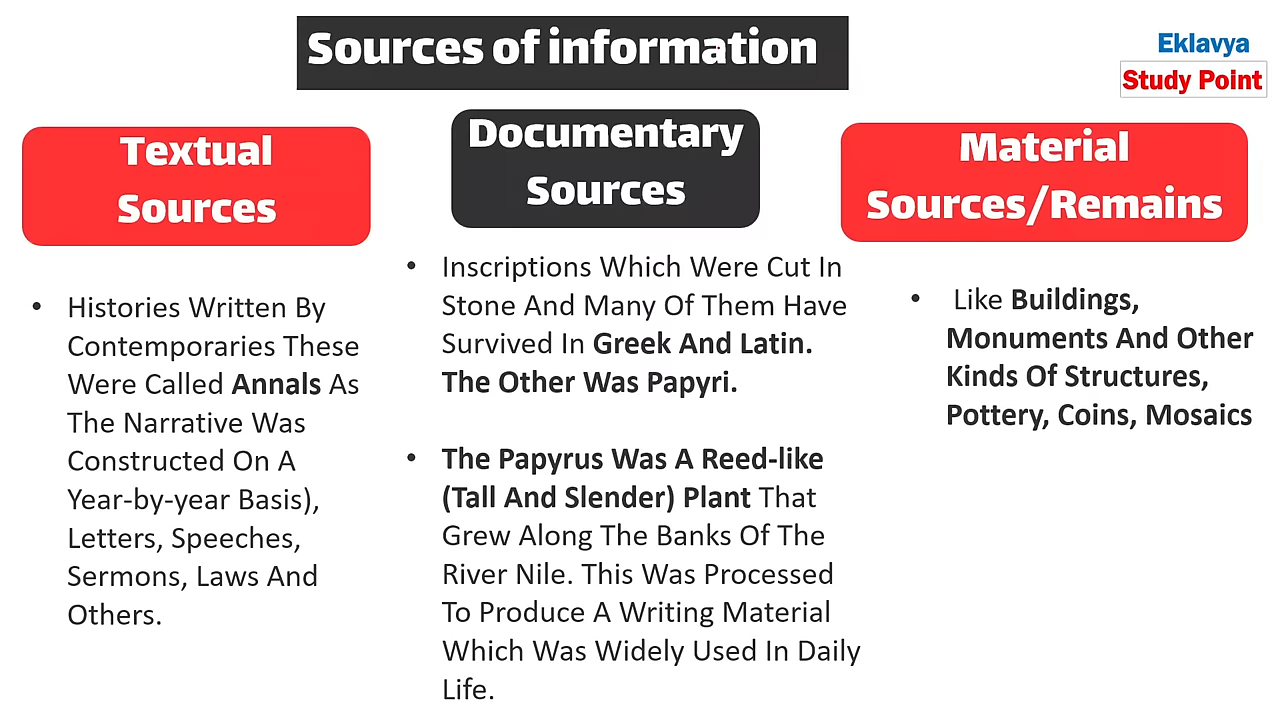 Sources of information
Eklavya
Study Point
Textual
Sources
• Histories Written By
Contemporaries These
Were Called Annals As
The Narrative Was
Constructed On A
Year-by-year Basis),
Letters, Speeches,
Sermons, Laws And
Others.
Documentary
Sources
• Inscriptions Which Were Cut In
Stone And Many Of Them Have
Survived In Greek And Latin.
The Other Was Papyri.
• The Papyrus Was A Reed-like
(Tall And Slender) Plant That
Grew Along The Banks Of The
River Nile. This Was Processed
To Produce A Writing Material
Which Was Widely Used In Daily
Life.
Material
Sources/Remains
• Like Buildings,
Monuments And Other
Kinds Of Structures,
Pottery, Coins, Mosaics